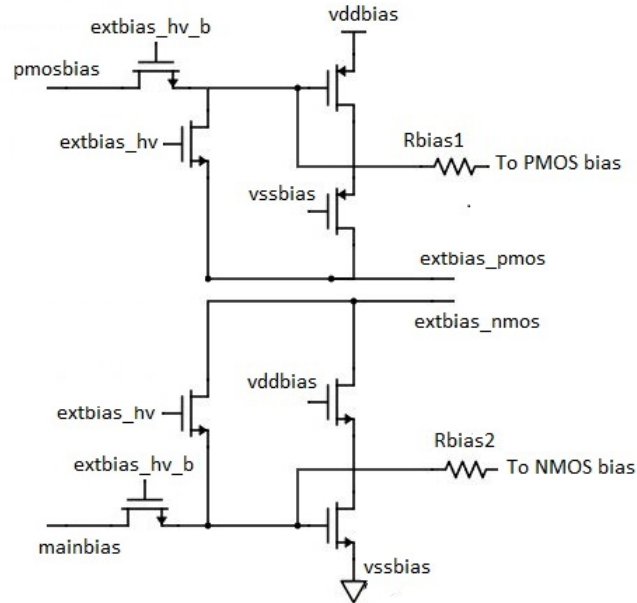 extbias_hv_b
vddbias
pmosbias
extbias_hv
Rbias1
To PMOS bias
vssbias
extbias_pmos
extbias_nmos
vddbias
extbias_hv
Rbias2
extbias_hv_b
To NMOS bias
mainbias
vssbias